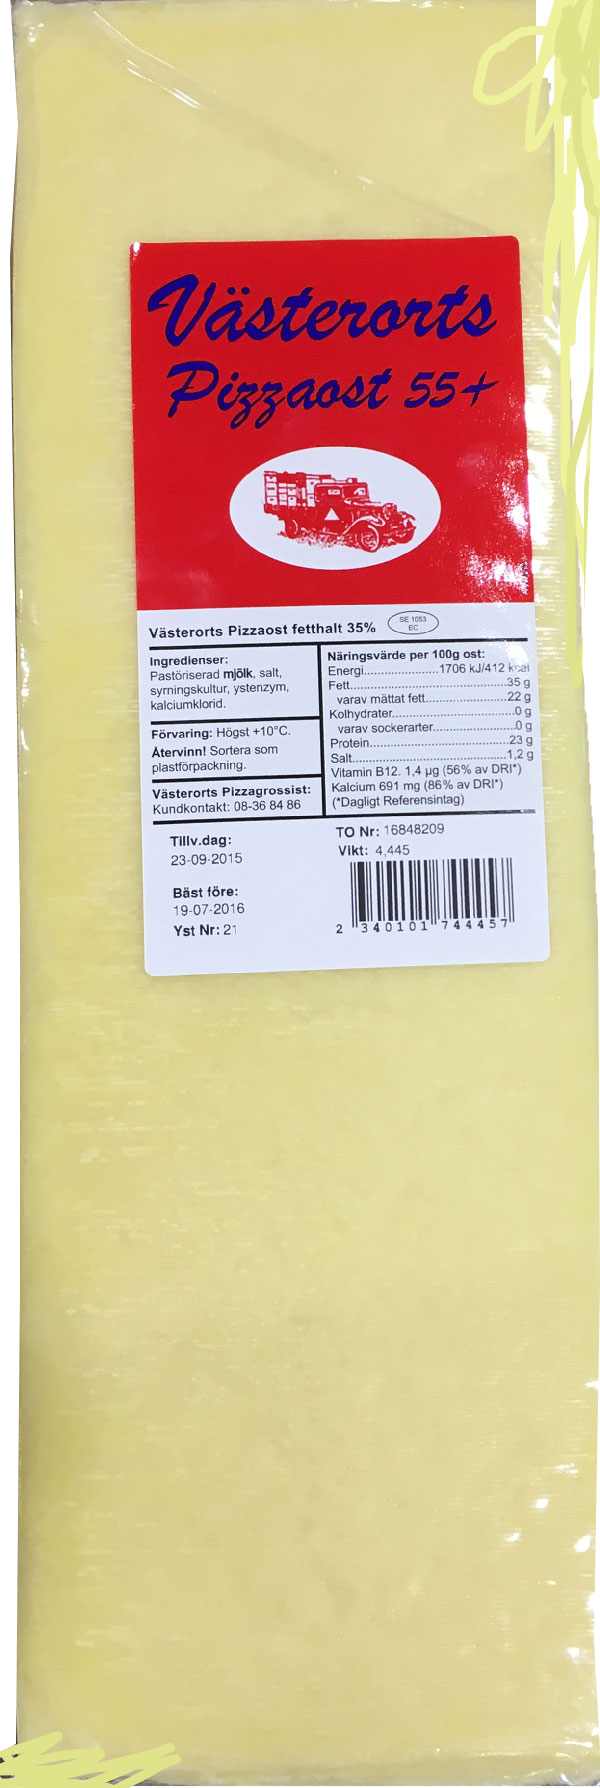 Västerorts
Pizzaost 55+
Västerorts Pizzaost fetthalt 35%
SE 1053
EC
Ingredienser:
Pastöriserad mjölk, salt,
syrningskultur, ystenzym,
kalciumklorid.
Förvaring: Högst +10°C.
Återvinn! Sortera som
plastförpackning.
Västerorts Pizzagrossist:
Kundkontakt: 08-36 84 86
Näringsvärde per 100g ost:
Energi......................1706 kJ/412 kcal
Fett..............................................35 g
varav mättat fett........................22 g
Kolhydrater...................................0 g
varav sockerarter........................0 g
Protein.........................................23 g
Salt..............................................1,2 g
Vitamin B12. 1,4 µg (56% av DRI*)
Kalcium 691 mg (86% av DRI*)
(*Dagligt Referensintag)
Tillv.dag:
23-09-2015
Bäst före:
19-07-2016
Yst Nr: 21
TO Nr: 16848209
Vikt: 4,445
2 340101 744457